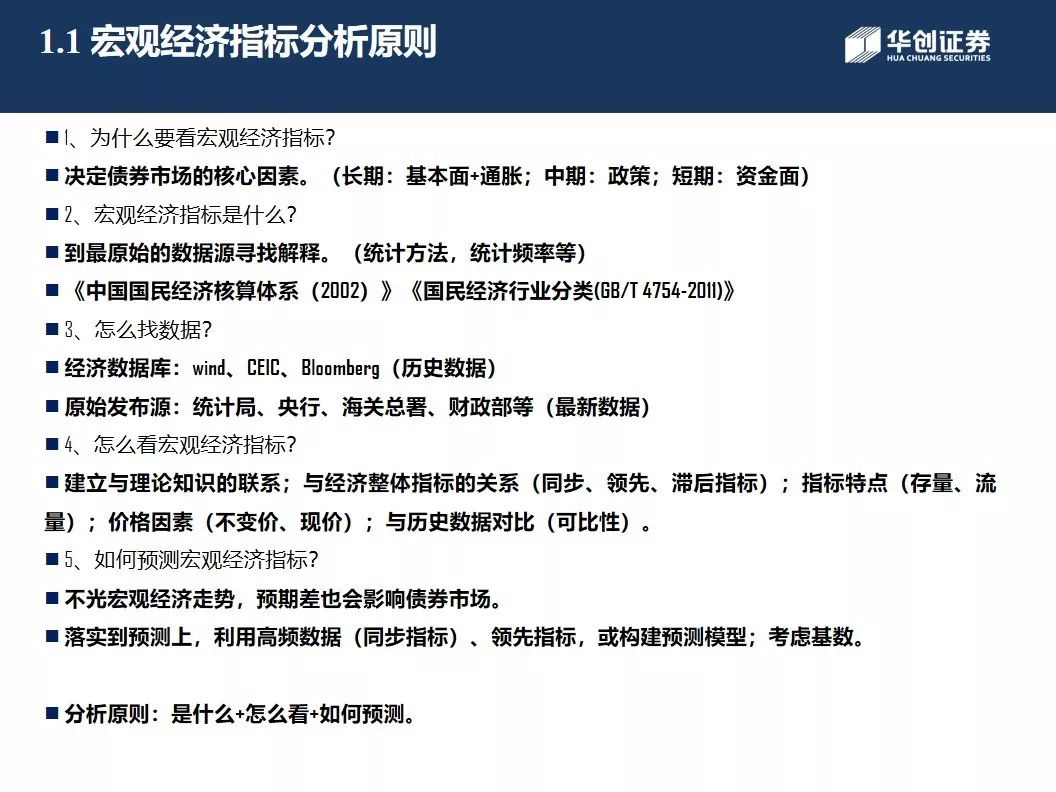 1.1 宏观经济指标分析原则
华创证券
HUA CHUANG SECURITIES
■1、为什么要看宏观经济指标?
■决定债券市场的核心因素。（长期：基本面+通胀；中期：政策；短期：资金面）
■2、宏观经济指标是什么?
■到最原始的数据源寻找解释。（统计方法，统计频率等）
■《中国国民经济核算体系（2002）》《国民经济行业分类(GB/T 4754-2011)》
■3、怎么找数据?
■经济数据库：wind、CEIC、Bloomberg（历史数据）
■原始发布源：统计局、央行、海关总署、财政部等（最新数据）
■4、怎么看宏观经济指标?
■建立与理论知识的联系；与经济整体指标的关系（同步、领先、滞后指标）；指标特点（存量、流
量）；价格因素（不变价、现价）；与历史数据对比（可比性）。
■5、如何预测宏观经济指标?
■不光宏观经济走势，预期差也会影响债券市场。
■落实到预测上，利用高频数据（同步指标）、领先指标，或构建预测模型；考虑基数。
■分析原则：是什么+怎么看+如何预测。